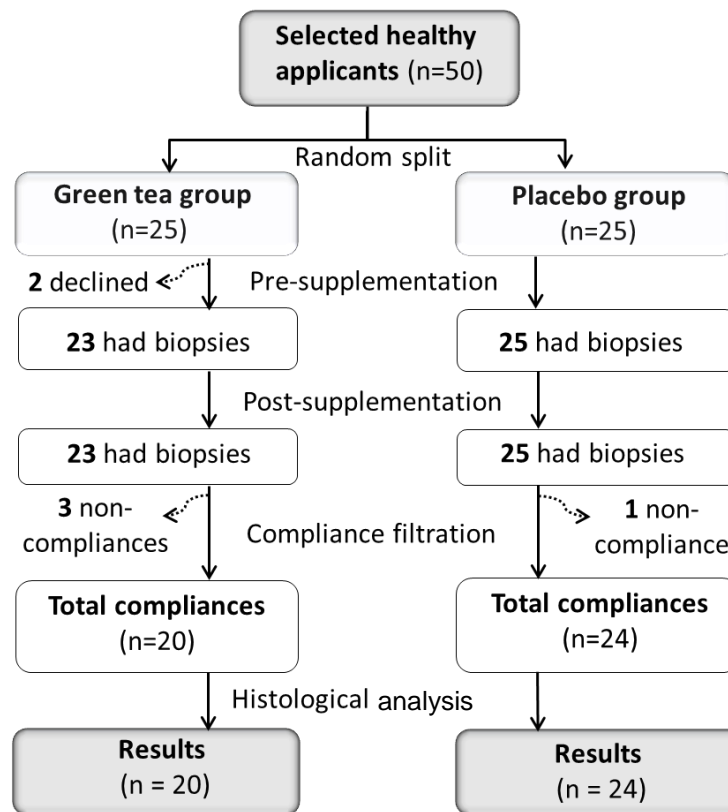 Selected healthy
applicants (n=50)
Random split
Green tea group
(n=25)
Placebo group
(n=25)
2 declined
Pre-supplementation
23 had biopsies
25 had biopsies
Post-supplementation
23 had biopsies
25 had biopsies
3 non-
compliances
Compliance filtration
1 non-
compliance
Total compliances
(n=20)
Total compliances
(n=24)
Histological analysis
Results
(n = 20)
Results
(n = 24)